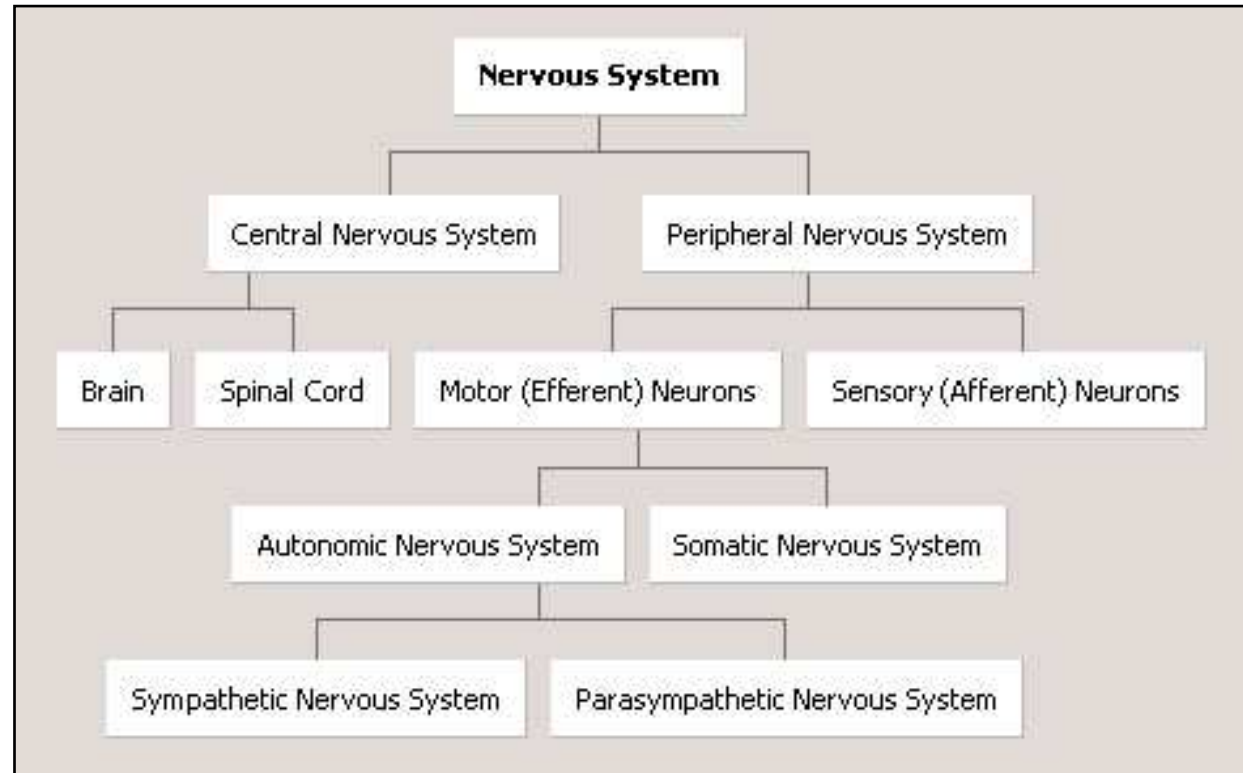 Nervous System
Central Nervous System
Peripheral Nervous System
Brain
Spinal Cord
Motor (Efferent) Neurons
Sensory (Afferent) Neurons
Autonomic Nervous System
Somatic Nervous System
Sympathetic Nervous System
Parasympathetic Nervous System